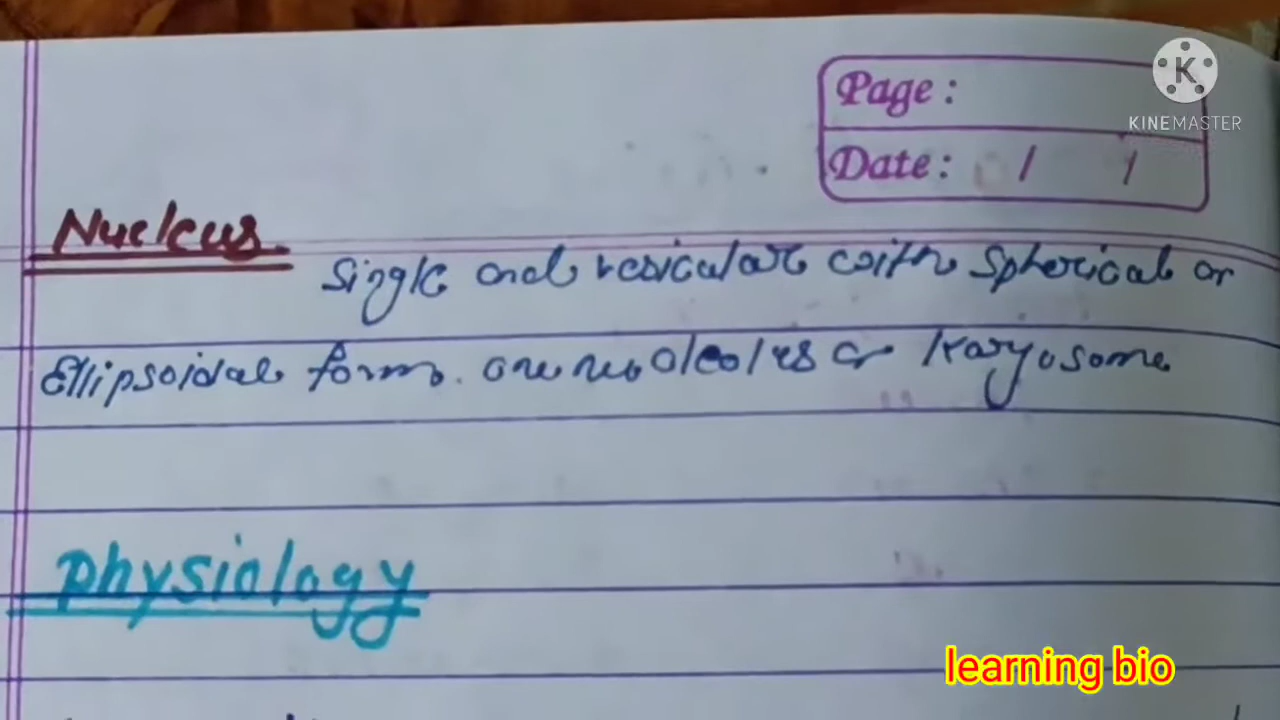 Page :
K
KINEMASTER
Date : / /
Nucleus
Single and vesicular with Spherical or
Ellipsoidal form. one nucleolus or Karyosome
Physiology
learning bio